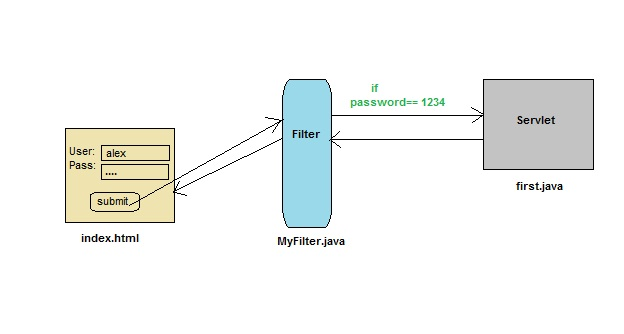 if
password== 1234
Filter
Servlet
User: alex
Pass: ....
submit
first.java
index.html
MyFilter.java